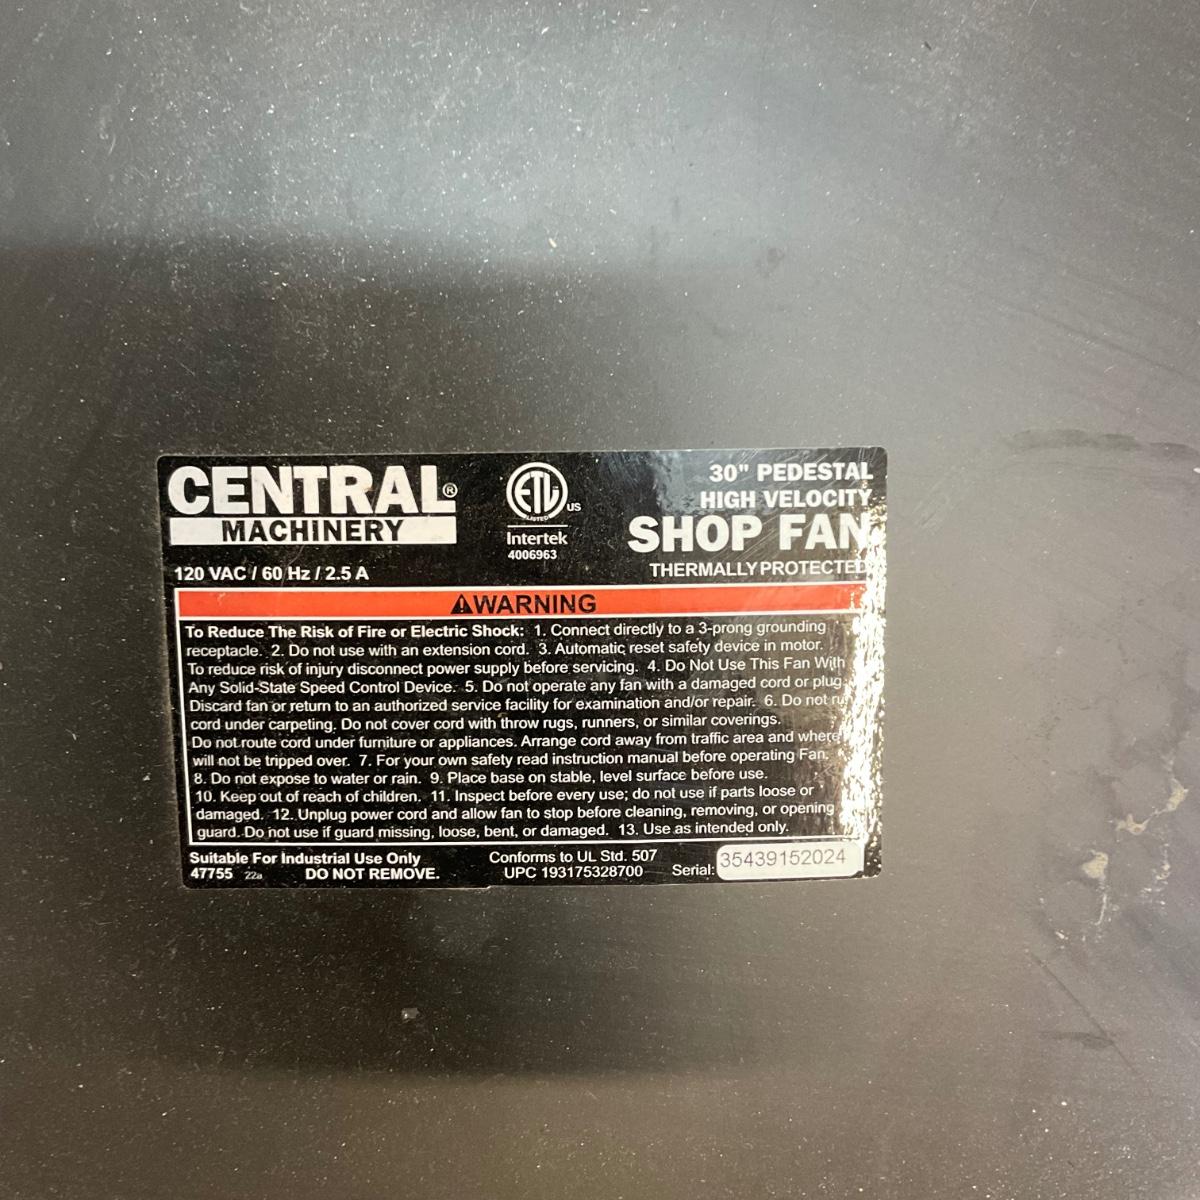 CENTRAL®
MACHINERY
120 VAC / 60 Hz / 2.5 A
ETL
LISTED
US
Intertek
4006963
30" PEDESTAL
HIGH VELOCITY
SHOP FAN
THERMALLY PROTECTED
⚠WARNING
To Reduce The Risk of Fire or Electric Shock: 1. Connect directly to a 3-prong grounding
receptacle. 2. Do not use with an extension cord. 3. Automatic reset safety device in motor.
To reduce risk of injury disconnect power supply before servicing. 4. Do Not Use This Fan With
Any Solid-State Speed Control Device. 5. Do not operate any fan with a damaged cord or plug.
Discard fan or return to an authorized service facility for examination and/or repair. 6. Do not
cord under carpeting. Do not cover cord with throw rugs, runners, or similar coverings.
Do not route cord under furniture or appliances. Arrange cord away from traffic area and where
will not be tripped over. 7. For your own safety read instruction manual before operating Fan.
8. Do not expose to water or rain. 9. Place base on stable, level surface before use.
10. Keep out of reach of children. 11. Inspect before every use; do not use if parts loose or
damaged. 12. Unplug power cord and allow fan to stop before cleaning, removing, or opening
guard. Do not use if guard missing, loose, bent, or damaged. 13. Use as intended only.
Suitable For Industrial Use Only
47755 22a DO NOT REMOVE.
Conforms to UL Std. 507
UPC 193175328700
Serial: 35439152024